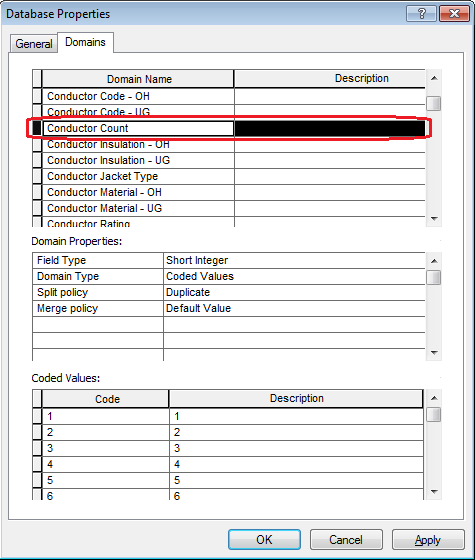 Database Properties
?
General
Domains
Domain Name Description
Conductor Code - OH
Conductor Code - UG
Conductor Count
Conductor Insulation - OH
Conductor Insulation - UG
Conductor Jacket Type
Conductor Material - OH
Conductor Material - UG
Conductor Rating
Domain Properties:
Field Type Short Integer
Domain Type Coded Values
Split policy Duplicate
Merge policy Default Value
Coded Values:
Code Description
1 1
2 2
3 3
4 4
5 5
6 6
OK Cancel Apply